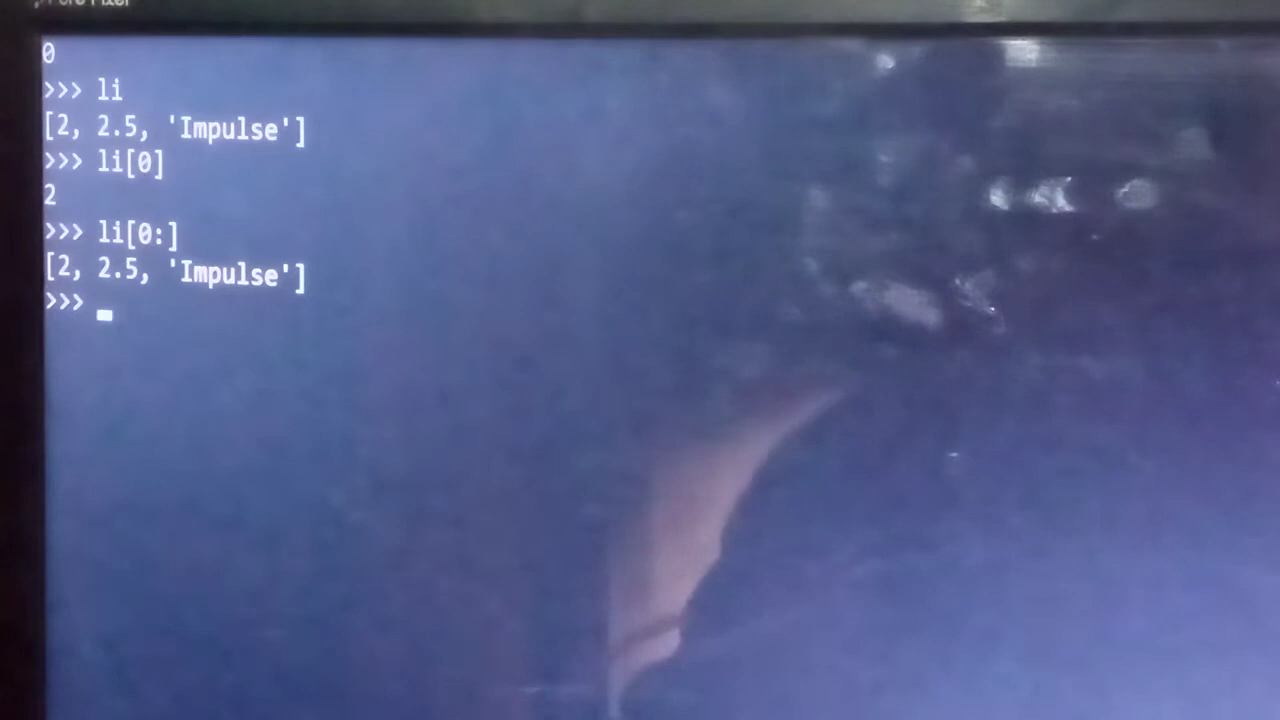 0
>>> li
[2, 2.5, 'Impulse']
>>> li[0]
2
>>> li[0:]
[2, 2.5, 'Impulse']
>>>